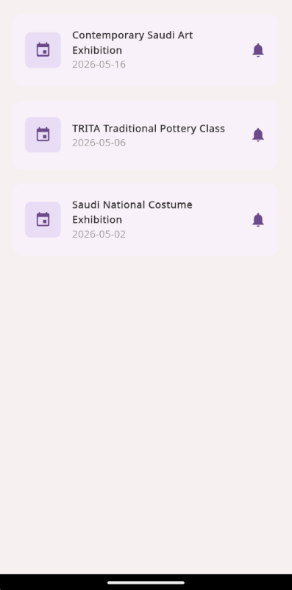 Contemporary Saudi Art
Exhibition
2026-05-16
TRITA Traditional Pottery Class
2026-05-06
Saudi National Costume
Exhibition
2026-05-02